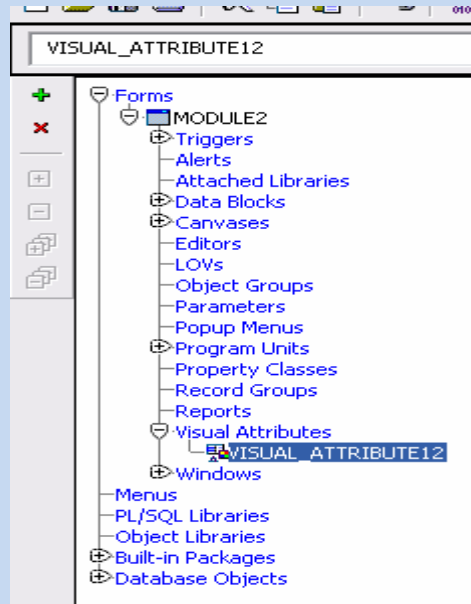 VISUAL_ATTRIBUTE12
Forms
MODULE2
Triggers
Alerts
Attached Libraries
Data Blocks
Canvases
Editors
LOVs
Object Groups
Parameters
Popup Menus
Program Units
Property Classes
Record Groups
Reports
Visual Attributes
VISUAL_ATTRIBUTE12
Windows
Menus
PL/SQL Libraries
Object Libraries
Built-in Packages
Database Objects